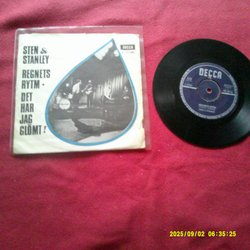 STEN &
STANLEY
REGNETS
RYTM •
DET
HAR
JAG
GLÖMT!
DECCA
DECCA
2025/09/02 06:35:25